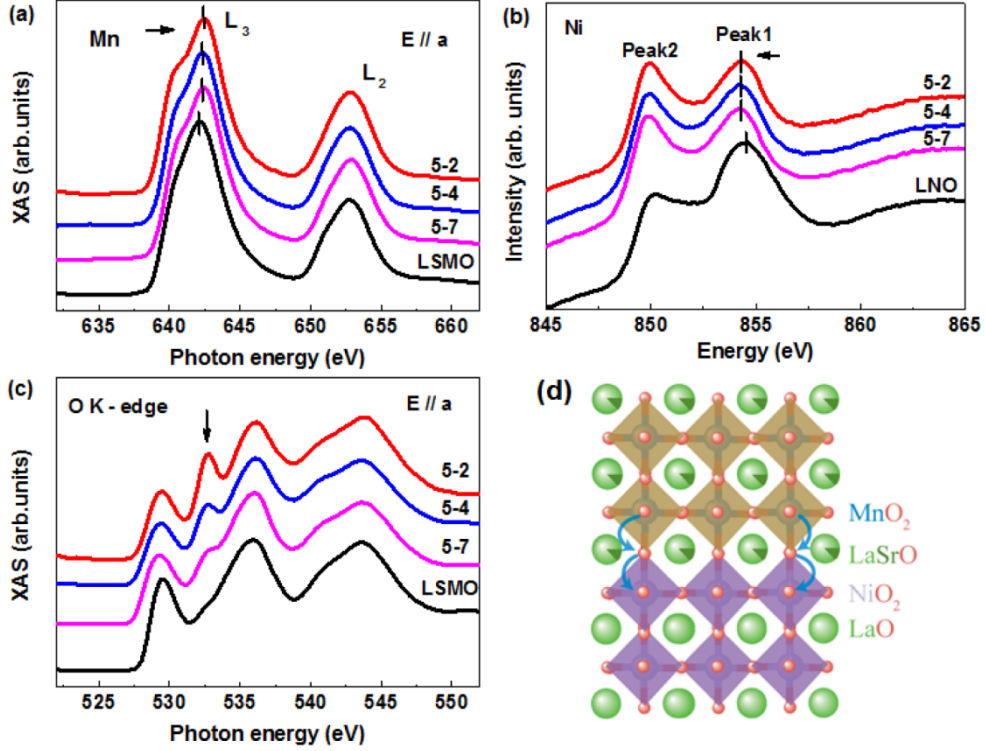 (a)
Mn
L3
E // a
L2
5-2
5-4
5-7
LSMO
XAS (arb. units)
635 640 645 650 655 660
Photon energy (eV)
(b)
Ni
Peak2
Peak1
5-2
5-4
5-7
LNO
Intensity (arb. units)
845 850 855 860 865
Energy (eV)
(c)
O K - edge
E // a
5-2
5-4
5-7
LSMO
XAS (arb.units)
525 530 535 540 545 550
Photon energy (eV)
(d)
MnO2
LaSrO
NiO2
LaO